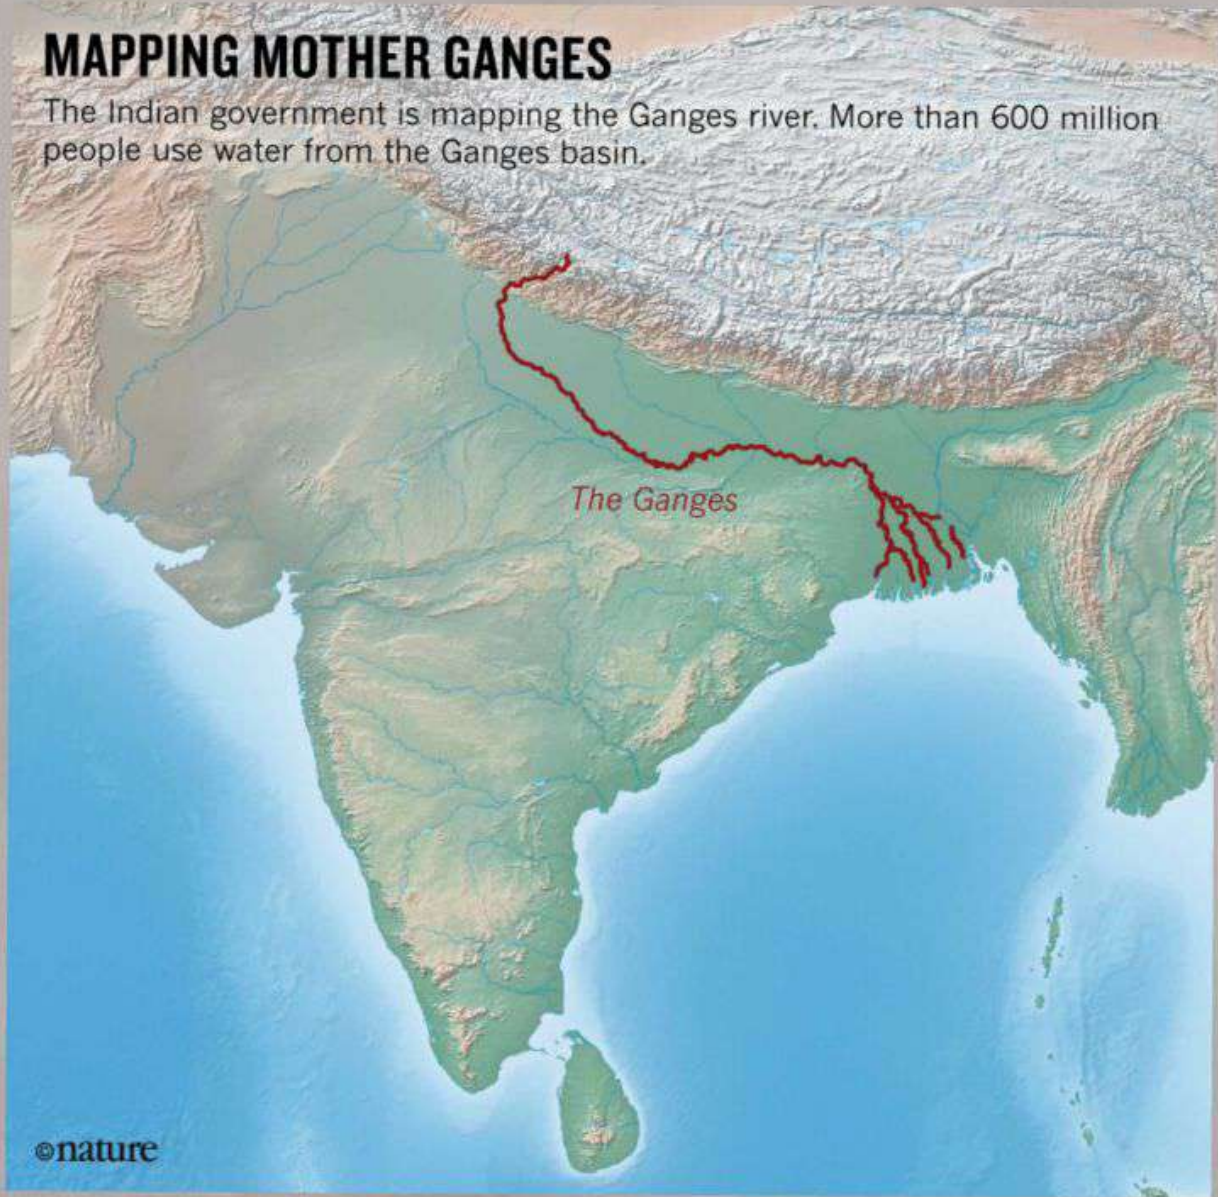 MAPPING MOTHER GANGES
The Indian government is mapping the Ganges river. More than 600 million
people use water from the Ganges basin.
The Ganges
©nature